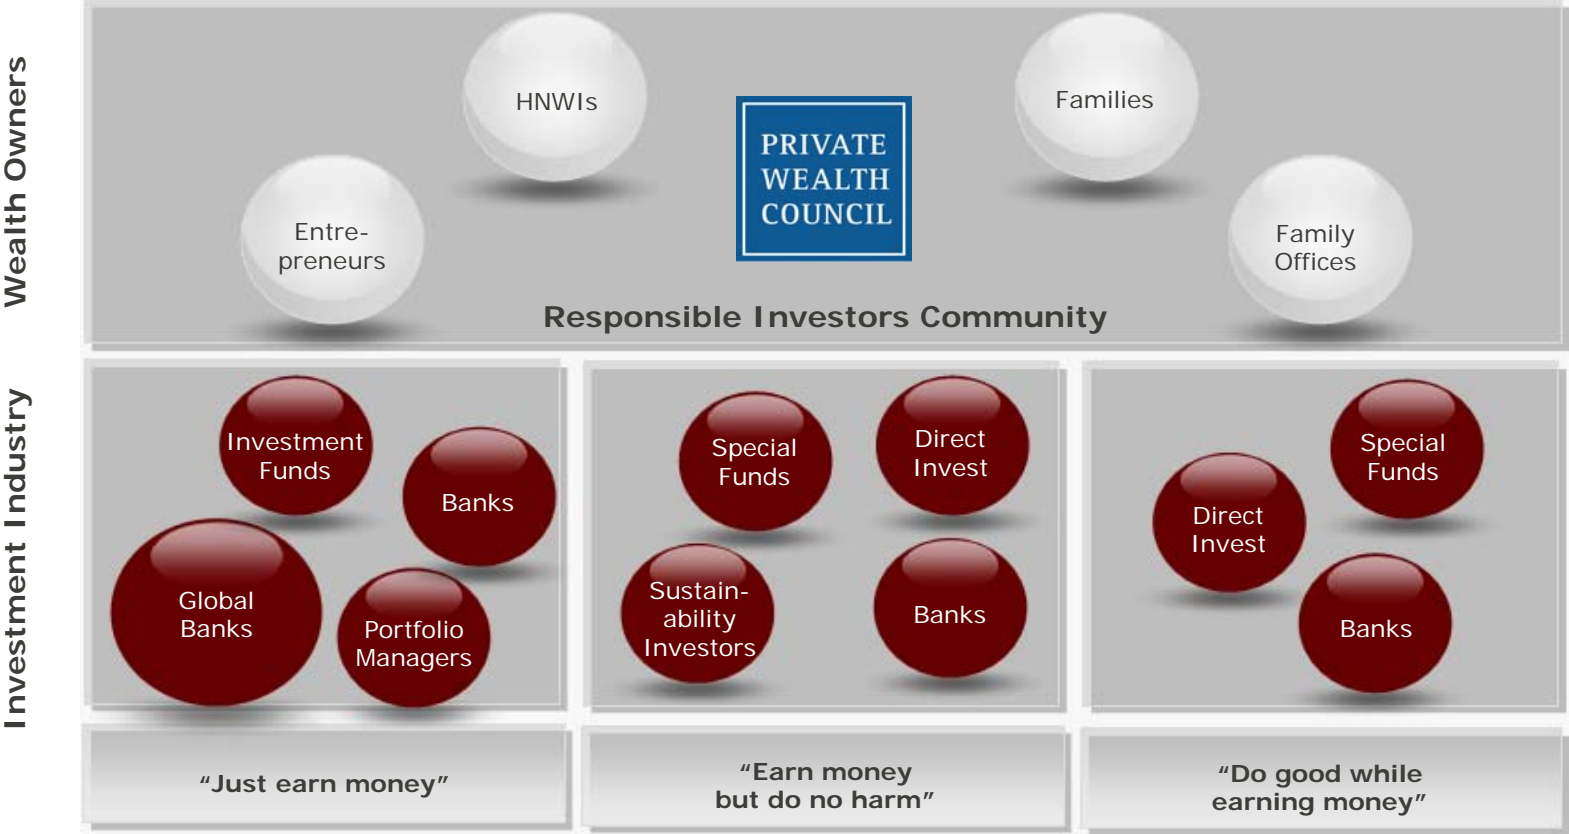 Wealth Owners
HNWIs
Families
PRIVATE
WEALTH
COUNCIL
Entre-
preneurs
Family
Offices
Responsible Investors Community
Investment Industry
Investment
Funds
Banks
Global
Banks
Portfolio
Managers
Special
Funds
Direct
Invest
Sustain-
ability
Investors
Banks
Special
Funds
Direct
Invest
Banks
“Just earn money”
“Earn money
but do no harm”
“Do good while
earning money”